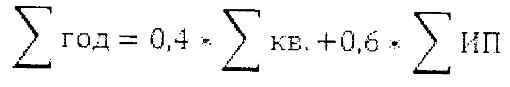 ∑ год = 0,4 * ∑ кв. +0,6 * ∑ ИП